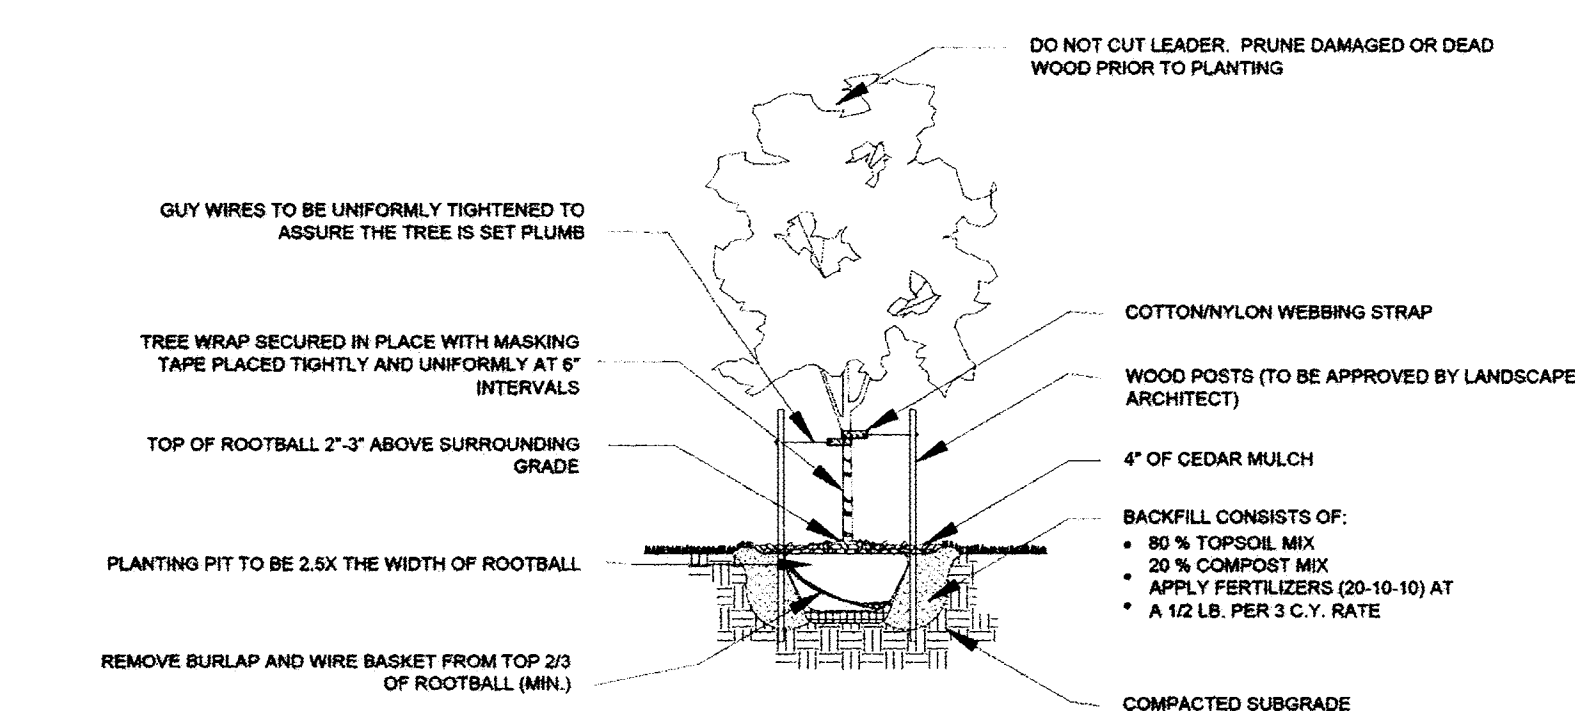 DO NOT CUT LEADER. PRUNE DAMAGED OR DEAD
WOOD PRIOR TO PLANTING
GUY WIRES TO BE UNIFORMLY TIGHTENED TO
ASSURE THE TREE IS SET PLUMB
TREE WRAP SECURED IN PLACE WITH MASKING
TAPE PLACED TIGHTLY AND UNIFORMLY AT 6"
INTERVALS
TOP OF ROOTBALL 2"-3" ABOVE SURROUNDING
GRADE
PLANTING PIT TO BE 2.5X THE WIDTH OF ROOTBALL
REMOVE BURLAP AND WIRE BASKET FROM TOP 2/3
OF ROOTBALL (MIN.)
COTTON/NYLON WEBBING STRAP
WOOD POSTS (TO BE APPROVED BY LANDSCAPE
ARCHITECT)
4" OF CEDAR MULCH
BACKFILL CONSISTS OF:
• 80 % TOPSOIL MIX
• 20 % COMPOST MIX
APPLY FERTILIZERS (20-10-10) AT
• A 1/2 LB. PER 3 C.Y. RATE
COMPACTED SUBGRADE